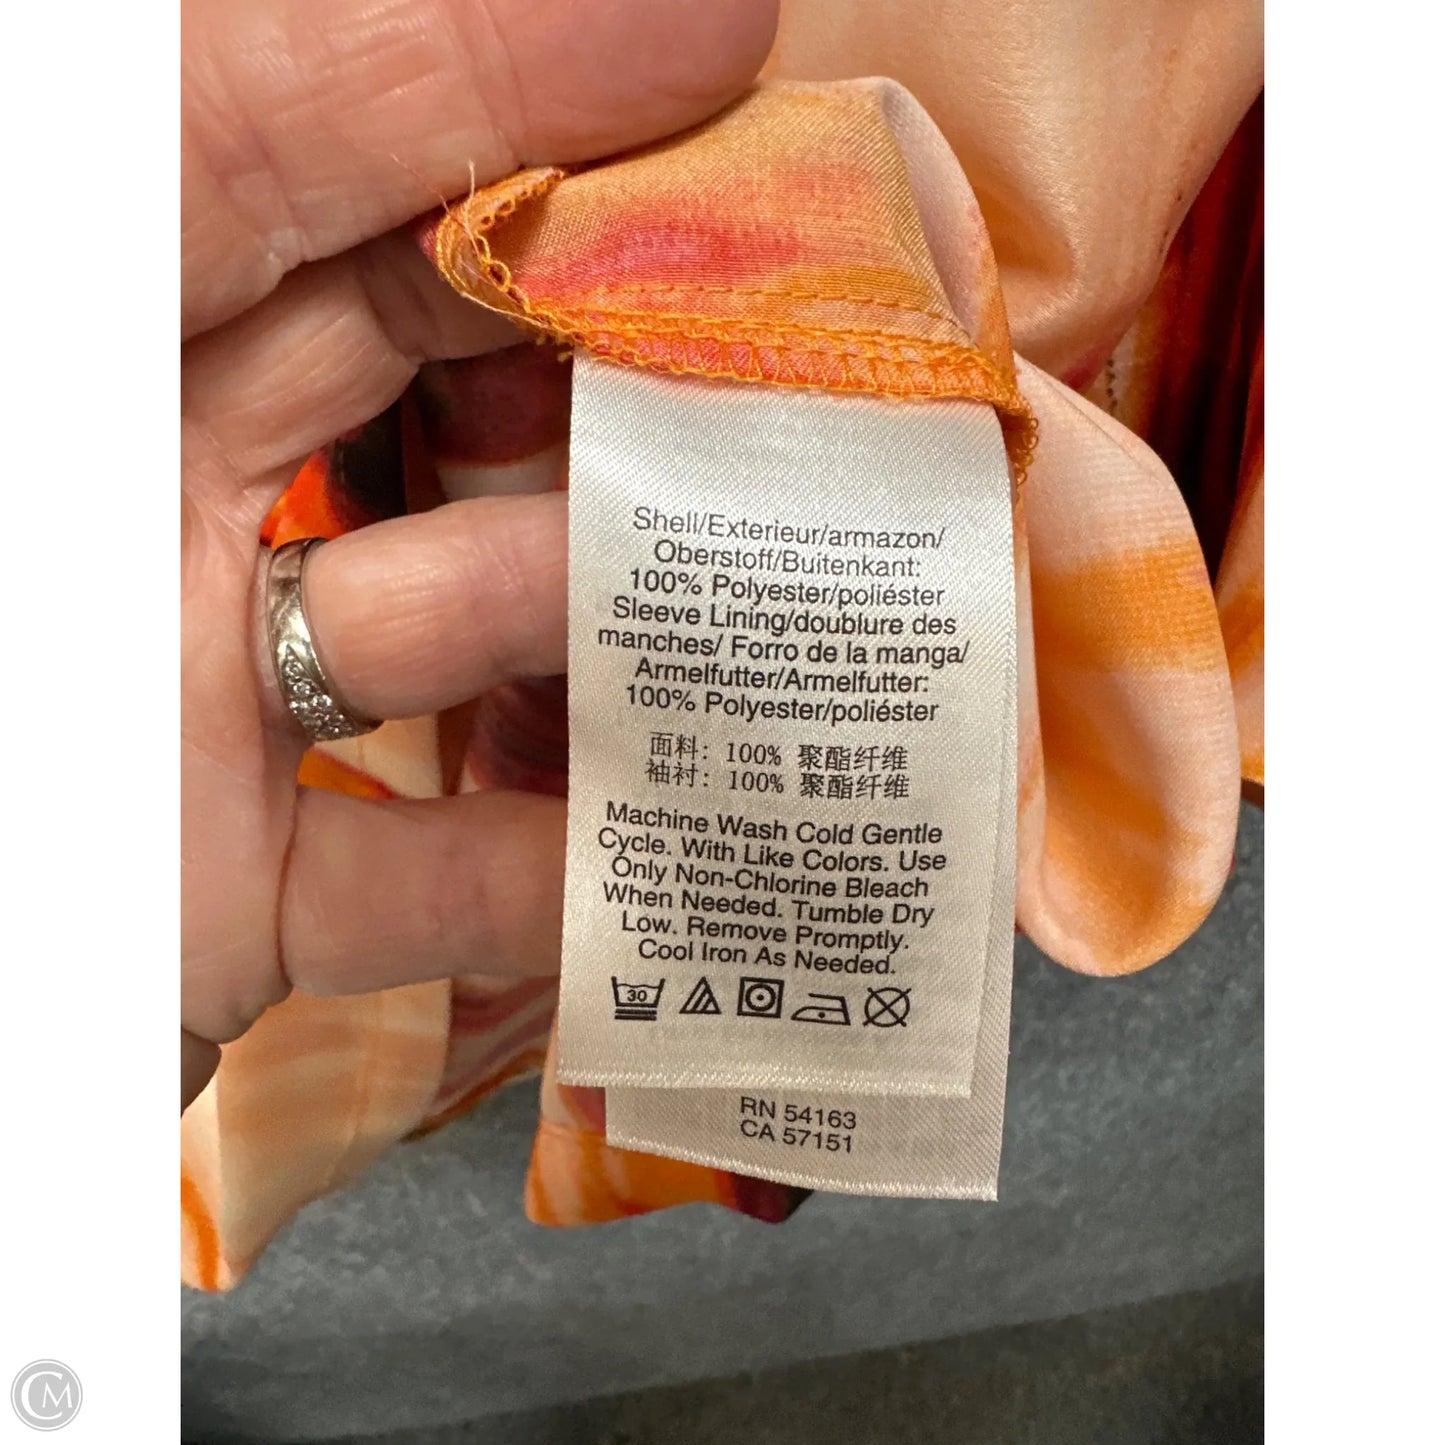 Shell/Exterieur/armazon/
Oberstoff/Buitenkant:
100% Polyester/poliéster
Sleeve Lining/doublure des
manches/ Forro de la manga/
Armelfutter/Armelfutter:
100% Polyester/poliéster
面料: 100% 聚酯纤维
袖衬: 100% 聚酯纤维
Machine Wash Cold Gentle
Cycle. With Like Colors. Use
Only Non-Chlorine Bleach
When Needed. Tumble Dry
Low. Remove Promptly.
Cool Iron As Needed.
30
RN 54163
CA 57151
CM